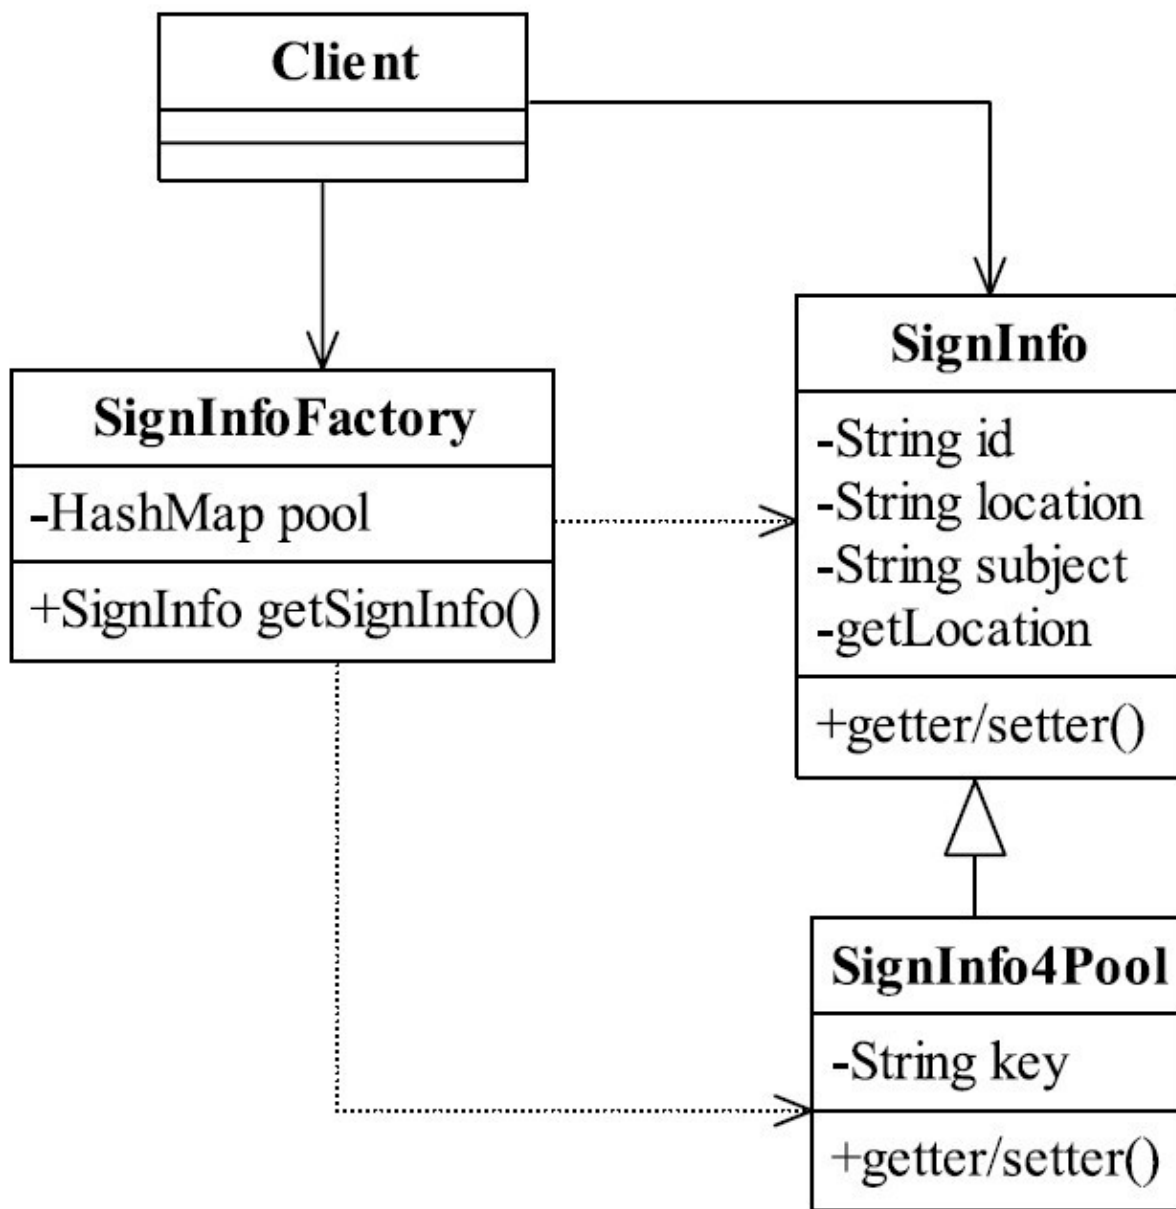 Client
SignInfoFactory
-HashMap pool
+SignInfo getSignInfo()
SignInfo
-String id
-String location
-String subject
-getLocation
+getter/setter()
SignInfo4Pool
-String key
+getter/setter()